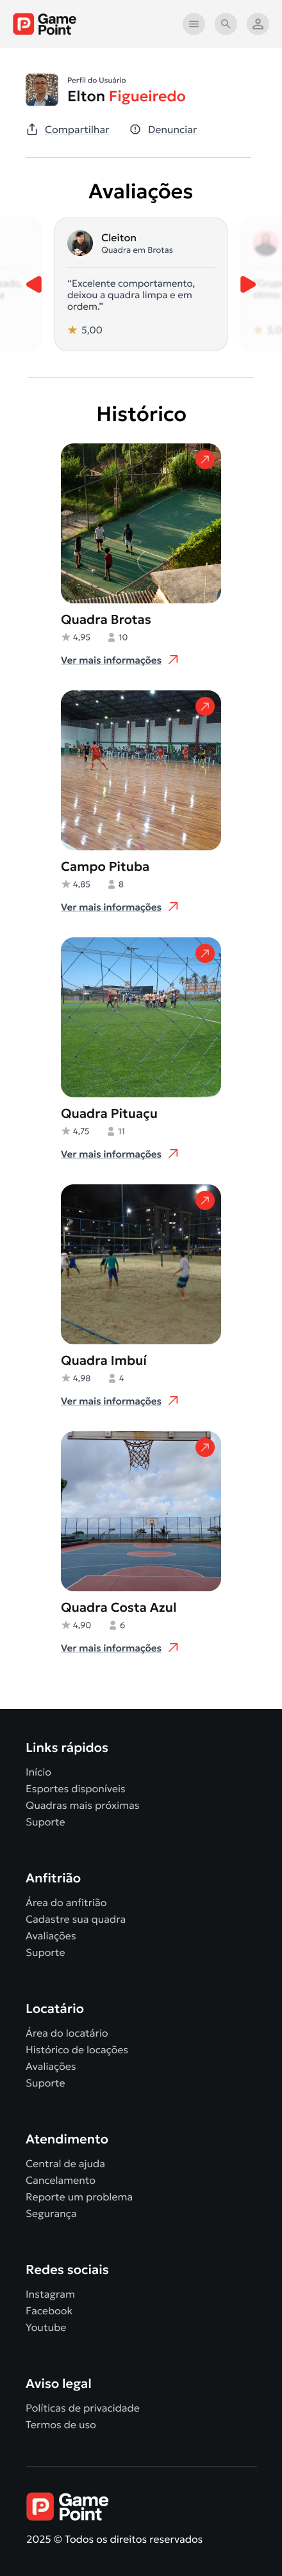 Game
Point
Perfil do Usuário
Elton Figueiredo
Compartilhar
Denunciar
Avaliações
Cleiton
Quadra em Brotas
“Excelente comportamento,
deixou a quadra limpa e em
ordem.”
5,00
Histórico
Quadra Brotas
4,95 10
Ver mais informações
Campo Pituba
4,85 8
Ver mais informações
Quadra Pituaçu
4,75 11
Ver mais informações
Quadra Imbuí
4,98 4
Ver mais informações
Quadra Costa Azul
4,90 6
Ver mais informações
Links rápidos
Início
Esportes disponíveis
Quadras mais próximas
Suporte
Anfitrião
Área do anfitrião
Cadastre sua quadra
Avaliações
Suporte
Locatário
Área do locatário
Histórico de locações
Avaliações
Suporte
Atendimento
Central de ajuda
Cancelamento
Reporte um problema
Segurança
Redes sociais
Instagram
Facebook
Youtube
Aviso legal
Políticas de privacidade
Termos de uso
Game
Point
2025 © Todos os direitos reservados